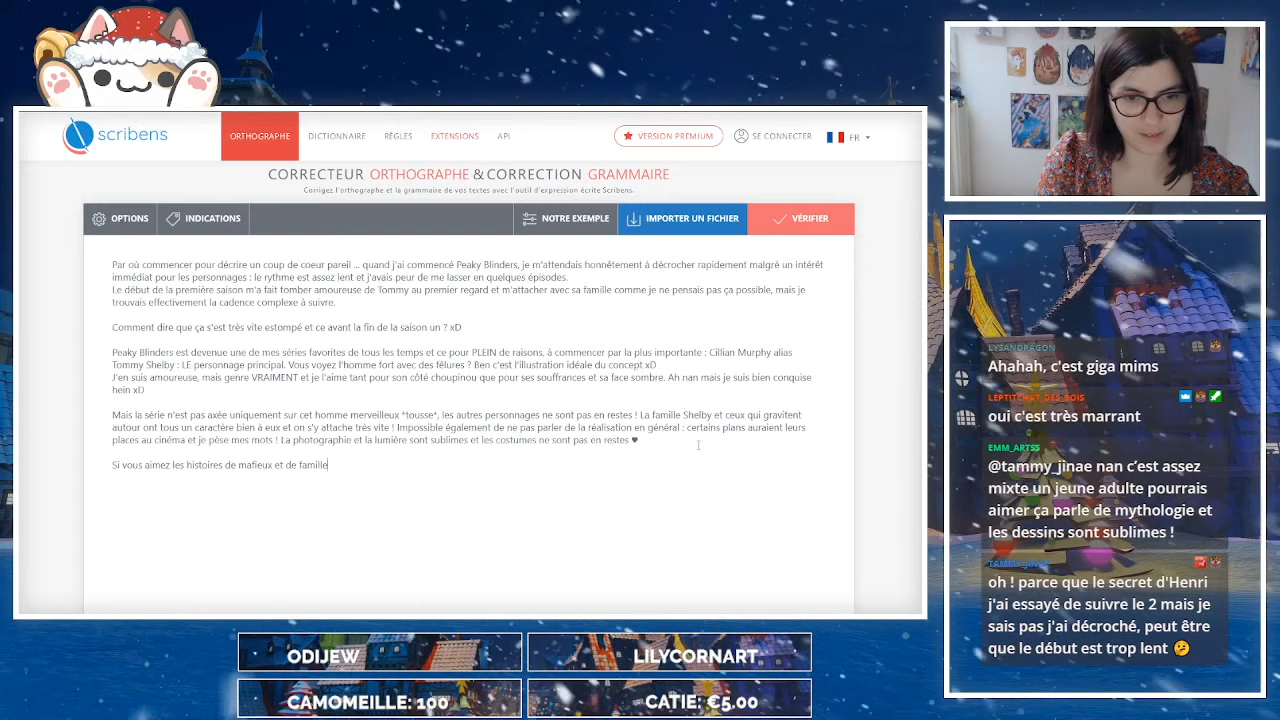 scribens
ORTHOGRAPHE
DICTIONNAIRE
RÈGLES
EXTENSIONS
API
VERSION PREMIUM
SE CONNECTER
FR
CORRECTEUR ORTHOGRAPHE & CORRECTION GRAMMAIRE
Corrigez l'orthographe et la grammaire de vos textes avec l'outil d'expression écrite Scribens.
OPTIONS
INDICATIONS
NOTRE EXEMPLE
IMPORTER UN FICHIER
VÉRIFIER
Par où commencer pour décrire un coup de coeur pareil ... quand j'ai commencé Peaky Blinders, je m'attendais honnêtement à décrocher rapidement malgré un intérêt
immédiat pour les personnages : le rythme est assez lent et j'avais peur de me lasser en quelques épisodes.
Le début de la première saison m'a fait tomber amoureuse de Tommy au premier regard et m'attacher avec sa famille comme je ne pensais pas ça possible, mais je
trouvais effectivement la cadence complexe à suivre.
Comment dire que ça s'est très vite estompé et ce avant la fin de la saison un ? xD
Peaky Blinders est devenue une de mes séries favorites de tous les temps et ce pour PLEIN de raisons, à commencer par la plus importante : Cillian Murphy alias
Tommy Shelby : LE personnage principal. Vous voyez l'homme fort avec des fêlures ? Ben c'est l'illustration idéale du concept xD
J'en suis amoureuse, mais genre VRAIMENT et je l'aime tant pour son côté choupinou que pour ses souffrances et sa face sombre. Ah nan mais je suis bien conquise
hein xD
Mais la série n'est pas axée uniquement sur cet homme merveilleux *tousse*, les autres personnages ne sont pas en restes ! La famille Shelby et ceux qui gravitent
autour ont tous un caractère bien à eux et on s'y attache très vite ! Impossible également de ne pas parler de la réalisation en général : certains plans auraient leurs
places au cinéma et je pèse mes mots ! La photographie et la lumière sont sublimes et les costumes ne sont pas en restes ♥
Si vous aimez les histoires de mafieux et de famille
LYSANDRAGON
Ahahah, c'est giga mims
LEPTITCHAT_DES_BOIS
oui c'est très marrant
EMM_ARTSS
@tammy_jinae nan c'est assez
mixte un jeune adulte pourrais
aimer ça parle de mythologie et
les dessins sont sublimes !
TAMMY_JINAE
oh ! parce que le secret d'Henri
j'ai essayé de suivre le 2 mais je
sais pas j'ai décroché, peut être
que le début est trop lent 🤔
ODIJEW
LILYCORNART
CAMOMEILLE: 100
CATIE: €5.00